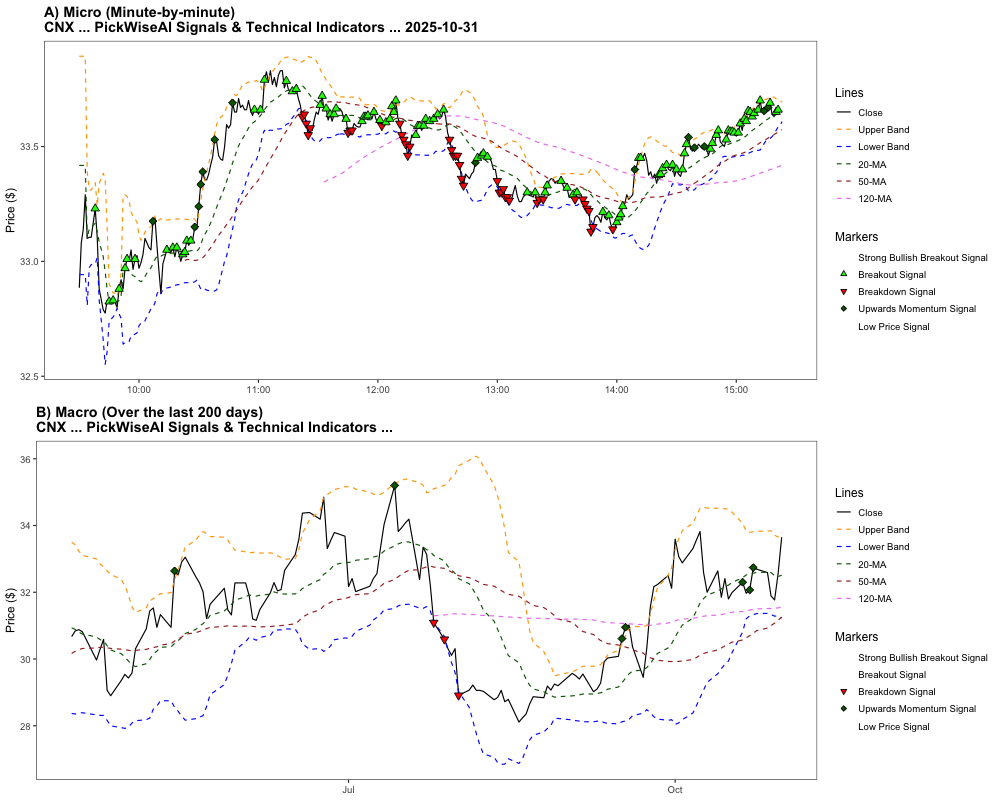 A) Micro (Minute-by-minute)
CNX ... PickWiseAI Signals & Technical Indicators ... 2025-10-31
Price ($)
33.5
33.0
32.5
10:00
11:00
12:00
13:00
14:00
15:00
Lines
Close
Upper Band
Lower Band
20-MA
50-MA
120-MA
Markers
Strong Bullish Breakout Signal
Breakout Signal
Breakdown Signal
Upwards Momentum Signal
Low Price Signal
B) Macro (Over the last 200 days)
CNX ... PickWiseAI Signals & Technical Indicators ...
Price ($)
36
34
32
30
28
Jul
Oct
Lines
Close
Upper Band
Lower Band
20-MA
50-MA
120-MA
Markers
Strong Bullish Breakout Signal
Breakout Signal
Breakdown Signal
Upwards Momentum Signal
Low Price Signal